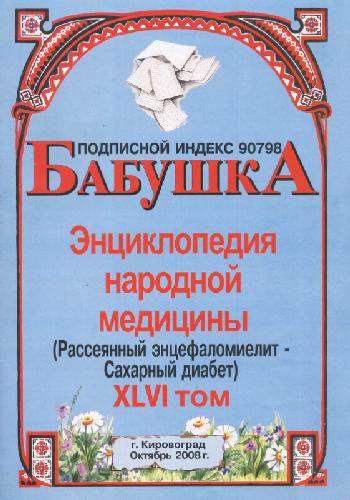 ПОДПИСНОЙ ИНДЕКС 90798
БАБУШКА
Энциклопедия
народной
медицины
(Рассеянный энцефаломиелит -
Сахарный диабет)
XLVI том
г. Кировоград
Октябрь 2008 г.